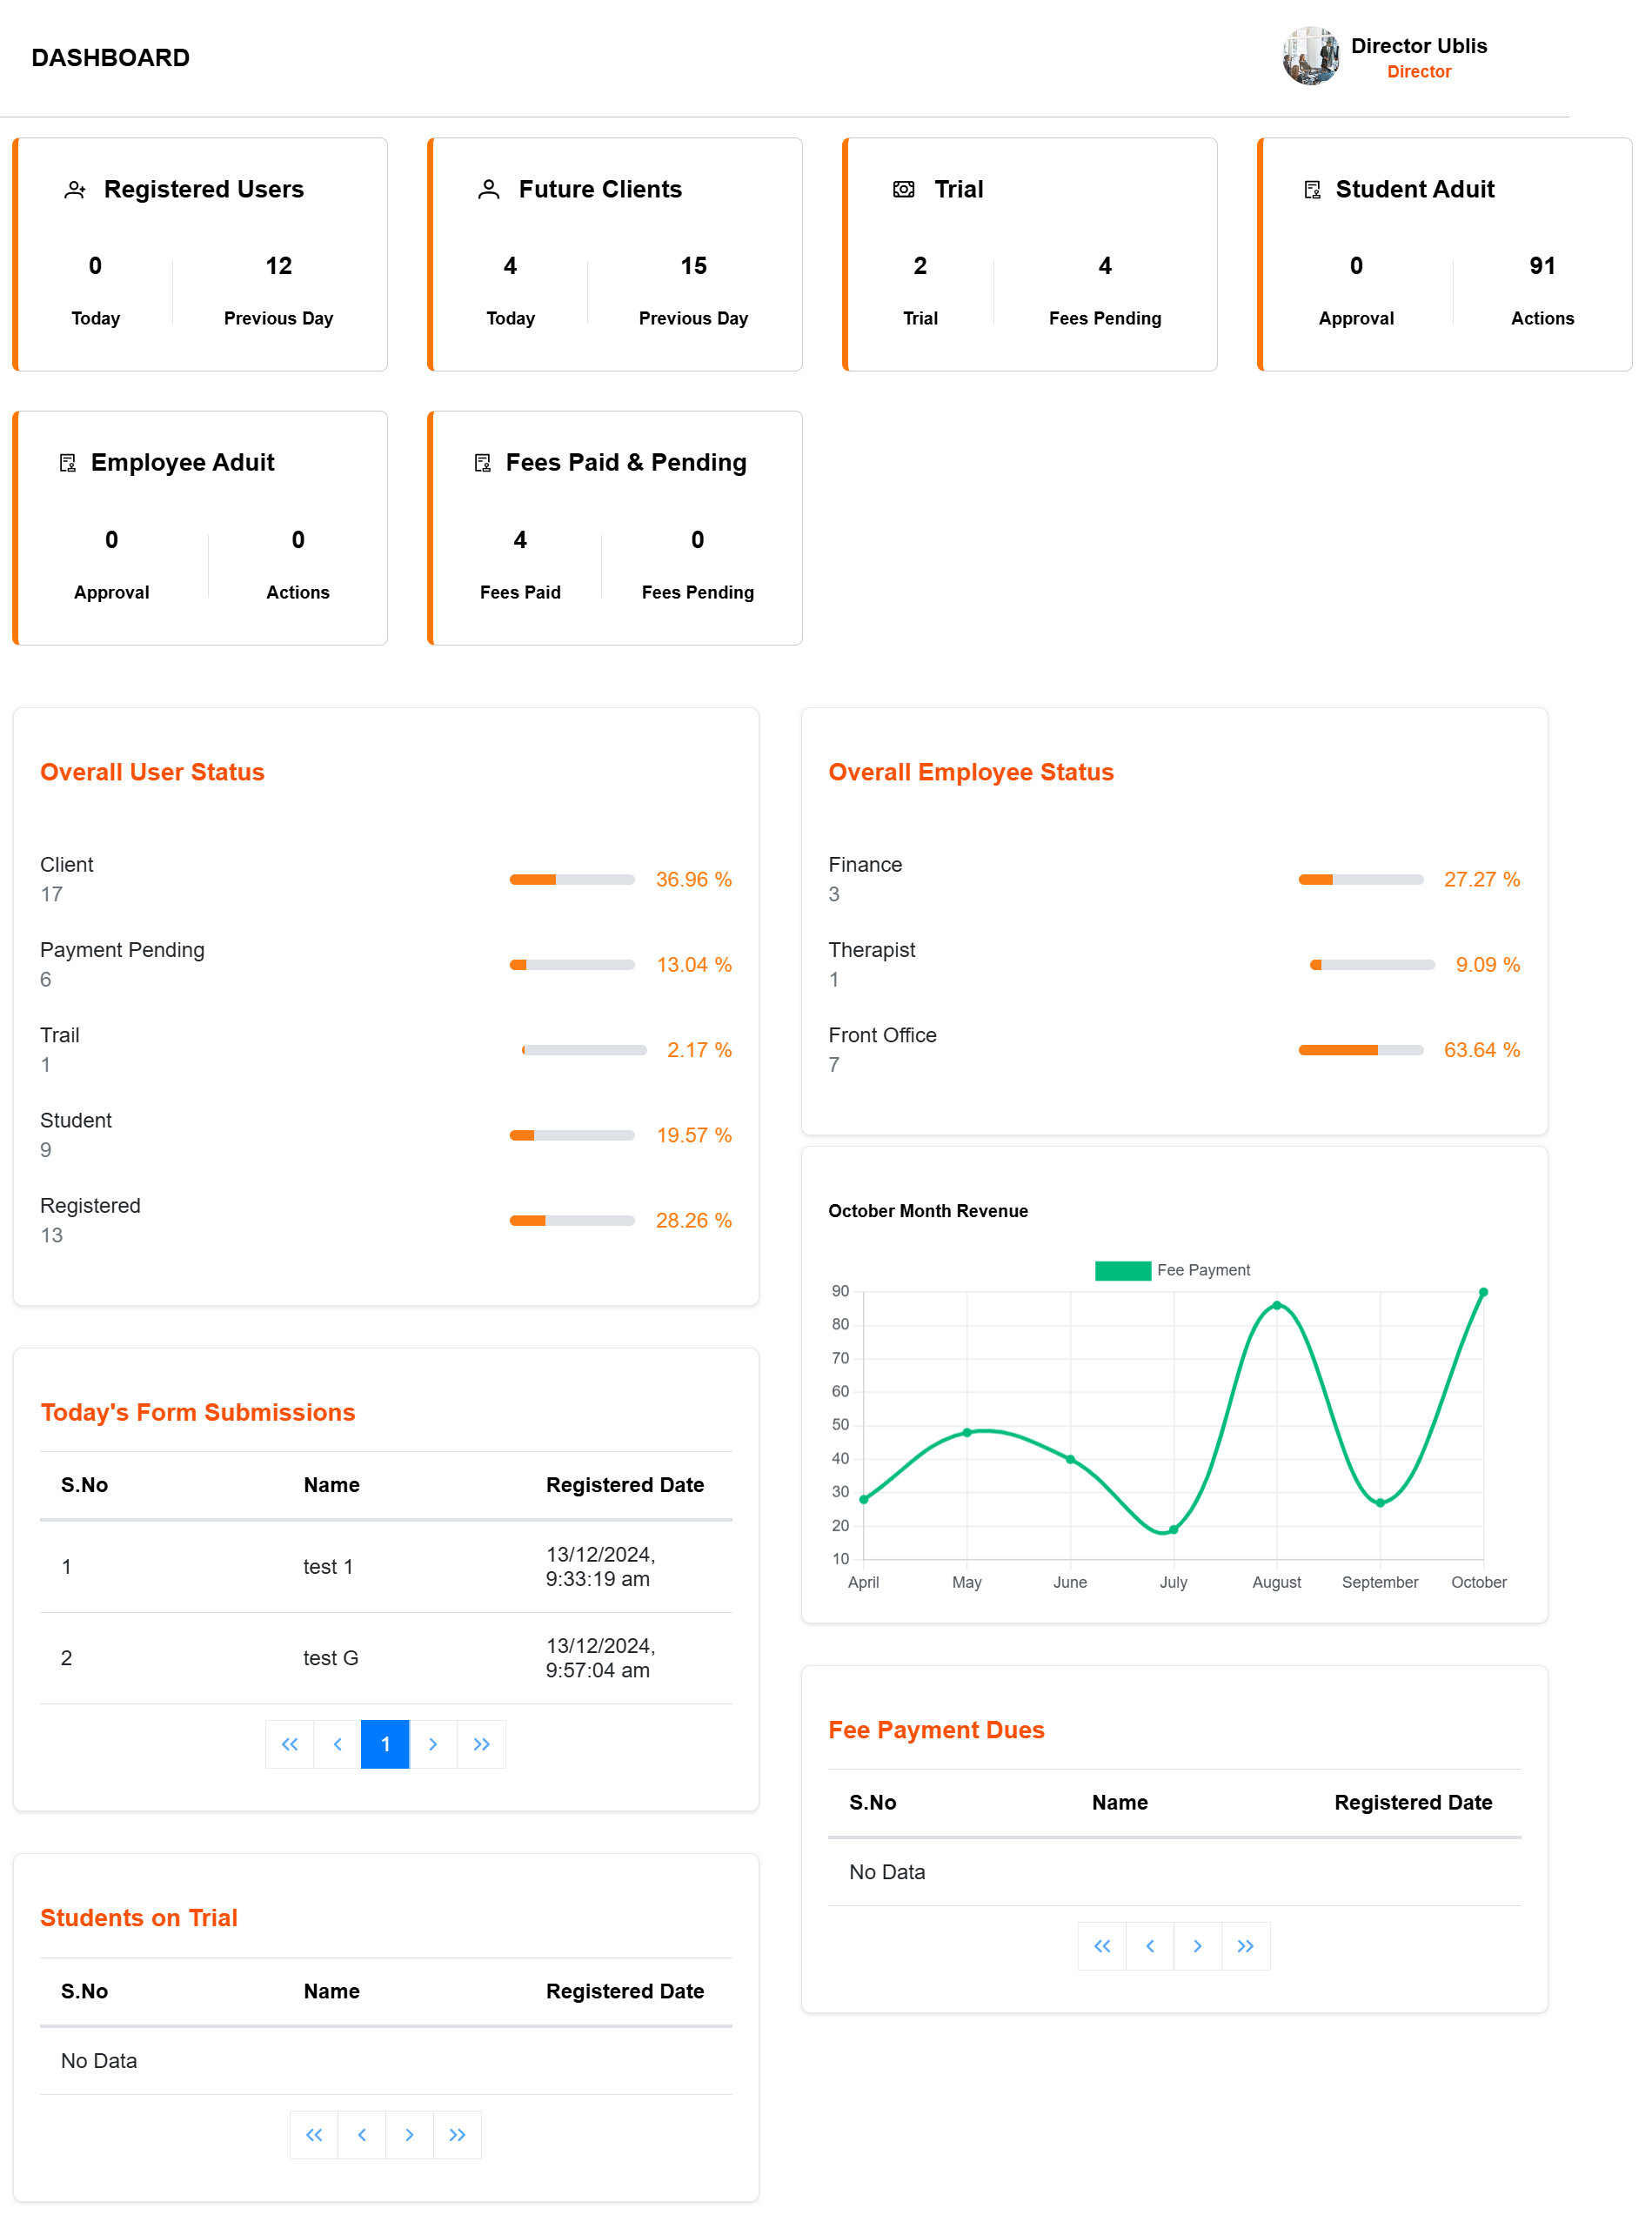 DASHBOARD
Director Ublis
Director
Registered Users
0
12
Today
Previous Day
Future Clients
4
15
Today
Previous Day
Trial
2
4
Trial
Fees Pending
Student Aduit
0
91
Approval
Actions
Employee Aduit
0
0
Approval
Actions
Fees Paid & Pending
4
0
Fees Paid
Fees Pending
Overall User Status
Client
17
36.96 %
Payment Pending
6
13.04 %
Trail
1
2.17 %
Student
9
19.57 %
Registered
13
28.26 %
Overall Employee Status
Finance
3
27.27 %
Therapist
1
9.09 %
Front Office
7
63.64 %
October Month Revenue
Fee Payment
90
80
70
60
50
40
30
20
10
April May June July August September October
Today's Form Submissions
S.No Name Registered Date
1 test 1 13/12/2024,
9:33:19 am
2 test G 13/12/2024,
9:57:04 am
1
Fee Payment Dues
S.No Name Registered Date
No Data
Students on Trial
S.No Name Registered Date
No Data